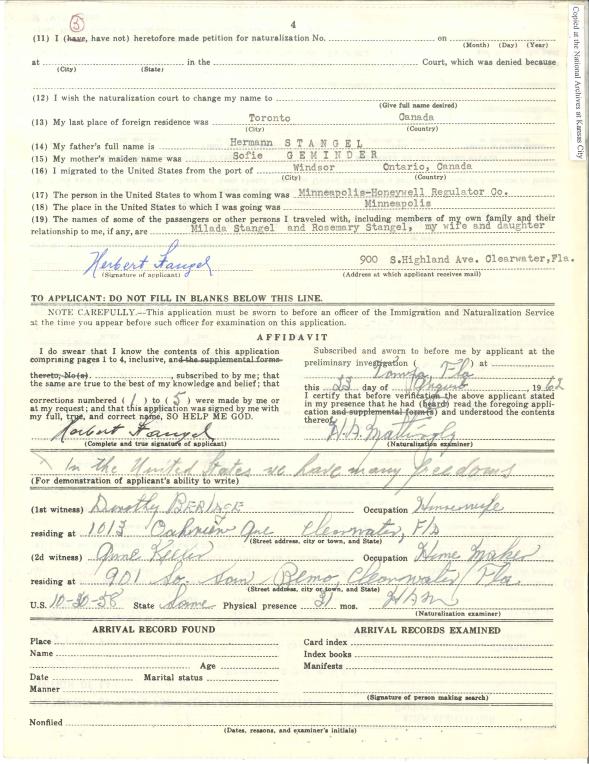 3
4
(11) I (have, have not) heretofore made petition for naturalization No. on
(Month) (Day) (Year)
at in the Court, which was denied because
(City) (State)
(12) I wish the naturalization court to change my name to
(Give full name desired)
(13) My last place of foreign residence was Toronto Canada
(City) (Country)
(14) My father's full name is Hermann STANGEL
(15) My mother's maiden name was Sofie GEMINDER
(16) I migrated to the United States from the port of Windsor Ontario, Canada
(City) (Country)
(17) The person in the United States to whom I was coming was Minneapolis-Honeywell Regulator Co.
(18) The place in the United States to which I was going was Minneapolis
(19) The names of some of the passengers or other persons I traveled with, including members of my own family and their
relationship to me, if any, are Milada Stangel and Rosemary Stangel, my wife and daughter
Herbert Stangel 900 S.Highland Ave. Clearwater,Fla.
(Signature of applicant) (Address at which applicant receives mail)
TO APPLICANT: DO NOT FILL IN BLANKS BELOW THIS LINE.
NOTE CAREFULLY.—This application must be sworn to before an officer of the Immigration and Naturalization Service
at the time you appear before such officer for examination on this application.
AFFIDAVIT
I do swear that I know the contents of this application
comprising pages 1 to 4, inclusive, and the supplemental forms
thereto, No(s). , subscribed to by me; that
the same are true to the best of my knowledge and belief; that
corrections numbered (1) to (5) were made by me or
at my request; and that this application was signed by me with
my full, true, and correct name, SO HELP ME GOD.
Herbert Stangel
(Complete and true signature of applicant)
Subscribed and sworn to before me by applicant at the
preliminary investigation ( ) at
Tampa, Fla
this 23 day of August, 1962
I certify that before verification the above applicant stated
in my presence that he had (heard) read the foregoing appli-
cation and supplemental form(s) and understood the contents
thereof.
Mattingly
(Naturalization examiner)
In the United States we have many freedoms
(For demonstration of applicant's ability to write)
(1st witness) Dorothy Occupation Housewife
residing at 1013 Oakview Ave Clearwater, Fla
(Street address, city or town, and State)
(2d witness) Anne Keller Occupation Home Maker
residing at 901 So. San Remo, Clearwater, Fla.
(Street address, city or town, and State)
U.S. 10-30-58 State Same Physical presence 31 mos.
(Naturalization examiner)
ARRIVAL RECORD FOUND
Place
Name
Age
Date Marital status
Manner
ARRIVAL RECORDS EXAMINED
Card index
Index books
Manifests
(Signature of person making search)
Nonfiled
(Dates, reasons, and examiner's initials)
Copied at the National Archives at Kansas City